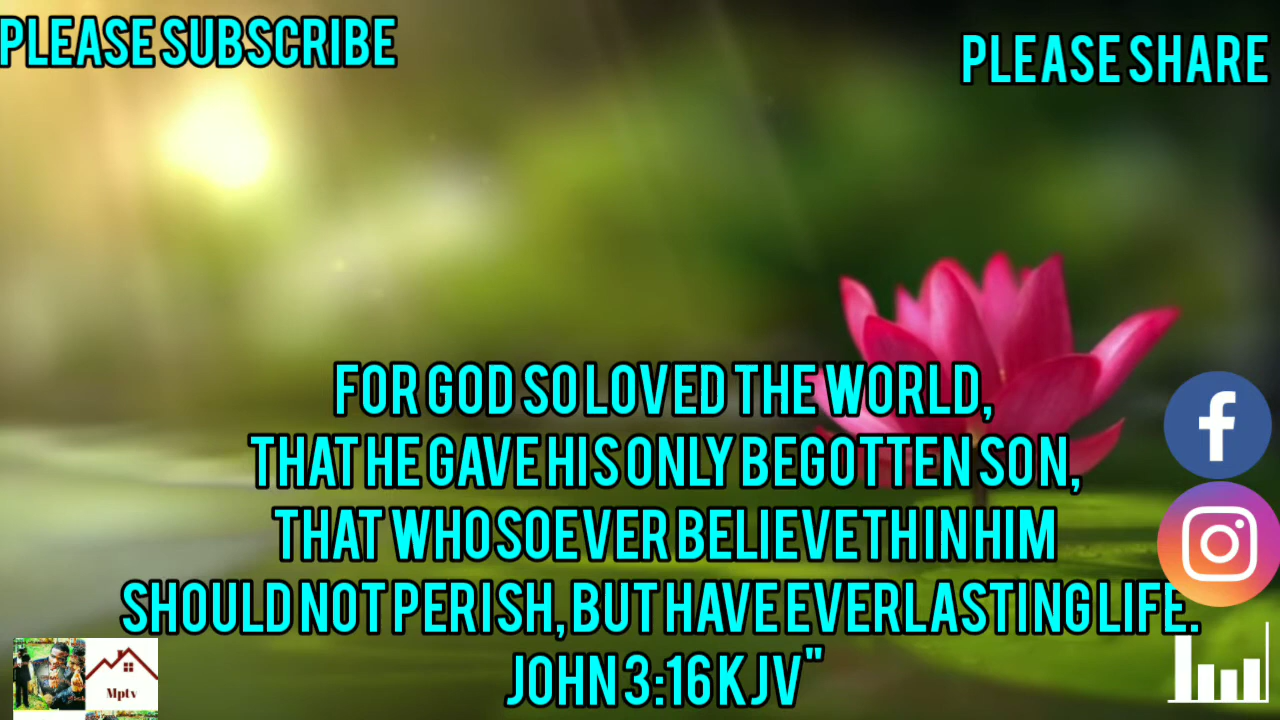 PLEASE SUBSCRIBE
PLEASE SHARE
FOR GOD SO LOVED THE WORLD,
THAT HE GAVE HIS ONLY BEGOTTEN SON,
THAT WHOSOEVER BELIEVETH IN HIM
SHOULD NOT PERISH, BUT HAVE EVERLASTING LIFE.
JOHN 3:16 KJV"
Mptv